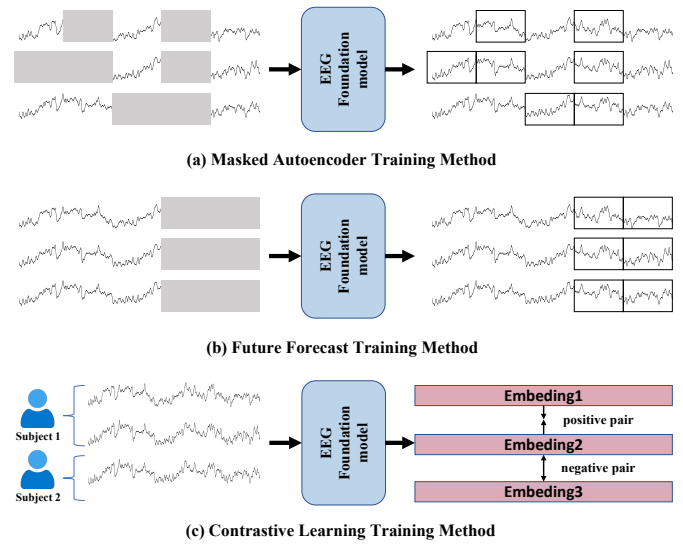 EEG
Foundation
model
(a) Masked Autoencoder Training Method
EEG
Foundation
model
(b) Future Forecast Training Method
Subject 1
Subject 2
EEG
Foundation
model
Embeding1
positive pair
Embeding2
negative pair
Embeding3
(c) Contrastive Learning Training Method